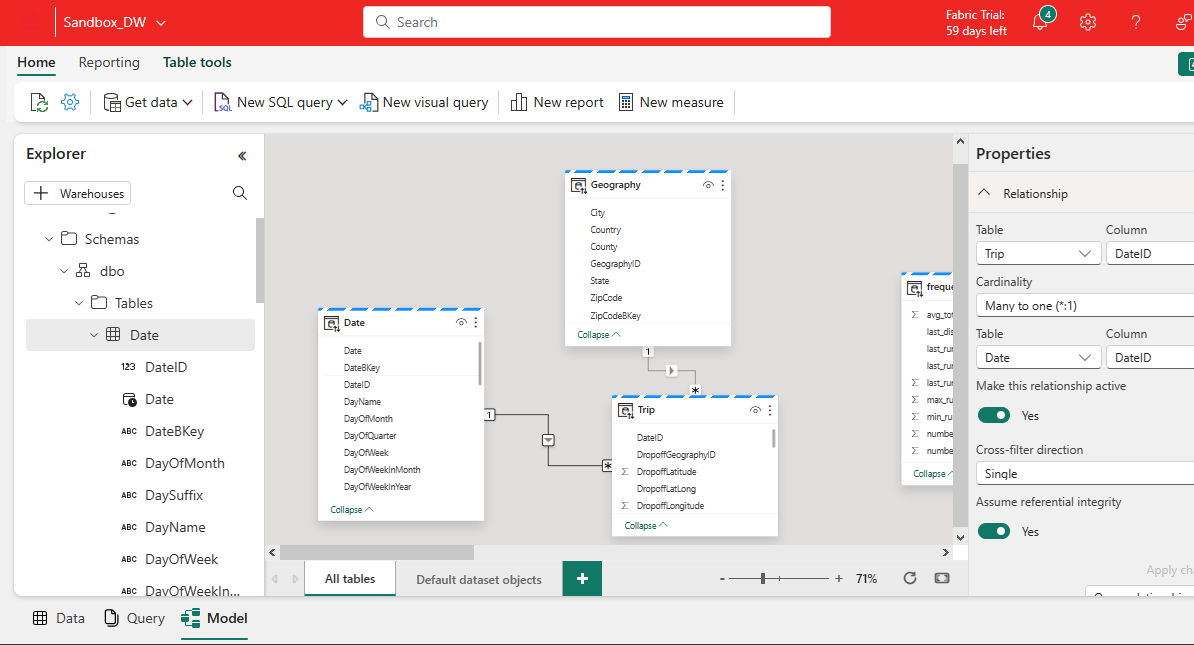 Sandbox_DW
Search
Fabric Trial:
59 days left
4
?
Home Reporting Table tools
Get data
SQL
New SQL query
New visual query
New report
New measure
Explorer
Warehouses
Schemas
dbo
Tables
Date
123 DateID
Date
ABC DateBKey
ABC DayOfMonth
ABC DaySuffix
ABC DayName
ABC DayOfWeek
ABC DayOfWeekIn...
Geography
City
Country
County
GeographyID
State
ZipCode
ZipCodeBKey
Collapse
Date
Date
DateBKey
DateID
DayName
DayOfMonth
DayOfQuarter
DayOfWeek
DayOfWeekInMonth
DayOfWeekInYear
Collapse
1
*
1
*
Trip
DateID
DropoffGeographyID
Σ DropoffLatitude
DropoffLatLong
Σ DropoffLongitude
Collapse
freque
Σ avg_to
last_di
last_ru
last_ru
Σ last_ru
Σ max_ru
Σ min_ru
Σ numbe
Σ numbe
Collapse
Properties
Relationship
Table Column
Trip DateID
Cardinality
Many to one (*:1)
Table Column
Date DateID
Make this relationship active
Yes
Cross-filter direction
Single
Assume referential integrity
Yes
Apply cha
All tables
Default dataset objects
+
- + 71%
Data Query Model